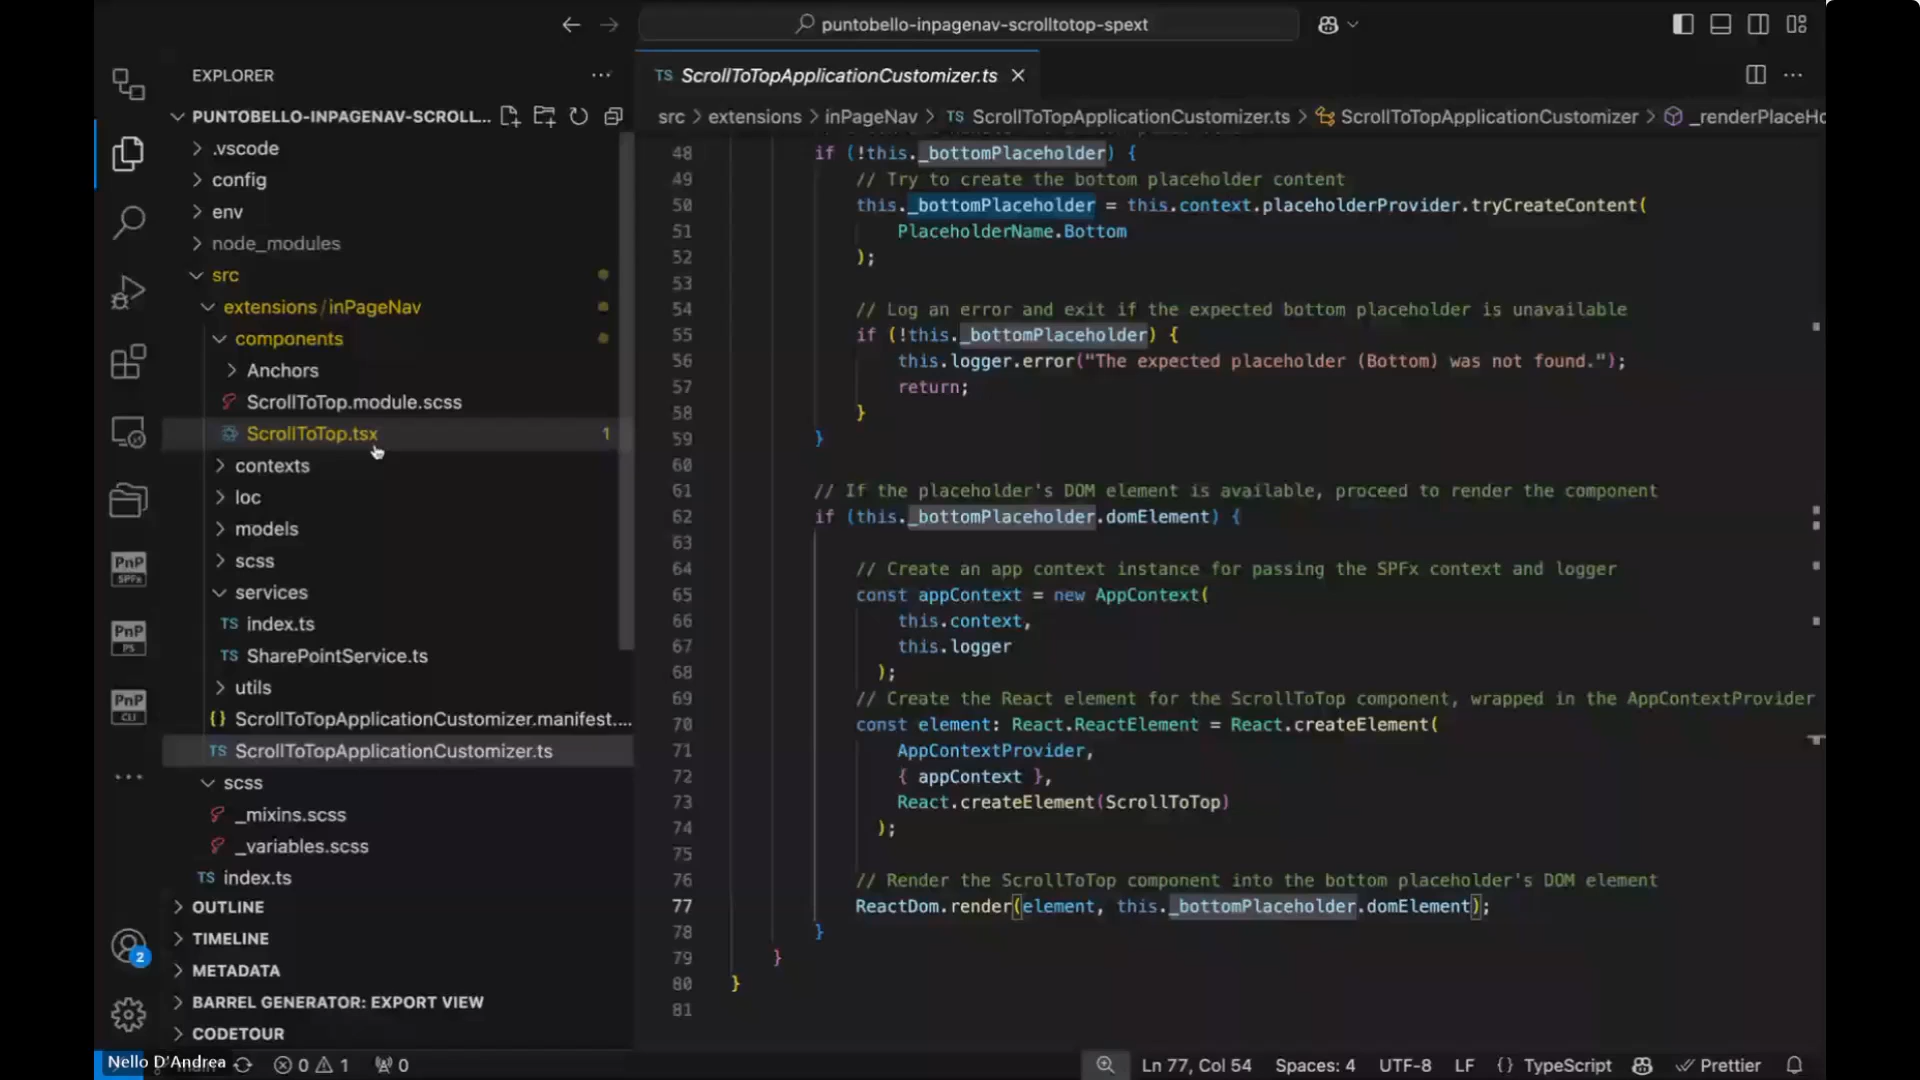 puntobello-inpagenav-scrolltotop-spext
EXPLORER
PUNTOBELLO-INPAGENAV-SCROLL...
.vscode
config
env
node_modules
src
extensions / inPageNav
components
Anchors
ScrollToTop.module.scss
ScrollToTop.tsx 1
contexts
loc
models
scss
services
TS index.ts
TS SharePointService.ts
utils
{} ScrollToTopApplicationCustomizer.manifest....
TS ScrollToTopApplicationCustomizer.ts
scss
_mixins.scss
_variables.scss
TS index.ts
OUTLINE
TIMELINE
METADATA
BARREL GENERATOR: EXPORT VIEW
CODETOUR
PnP
SPFx
PnP
PS
PnP
CLI
2
TS ScrollToTopApplicationCustomizer.ts
src > extensions > inPageNav > TS ScrollToTopApplicationCustomizer.ts > ScrollToTopApplicationCustomizer > _renderPlaceHo
48 if (!this._bottomPlaceholder) {
49 // Try to create the bottom placeholder content
50 this._bottomPlaceholder = this.context.placeholderProvider.tryCreateContent(
51 PlaceholderName.Bottom
52 );
53
54 // Log an error and exit if the expected bottom placeholder is unavailable
55 if (!this._bottomPlaceholder) {
56 this.logger.error("The expected placeholder (Bottom) was not found.");
57 return;
58 }
59 }
60
61 // If the placeholder's DOM element is available, proceed to render the component
62 if (this._bottomPlaceholder.domElement) {
63
64 // Create an app context instance for passing the SPFx context and logger
65 const appContext = new AppContext(
66 this.context,
67 this.logger
68 );
69 // Create the React element for the ScrollToTop component, wrapped in the AppContextProvider
70 const element: React.ReactElement = React.createElement(
71 AppContextProvider,
72 { appContext },
73 React.createElement(ScrollToTop)
74 );
75
76 // Render the ScrollToTop component into the bottom placeholder's DOM element
77 ReactDom.render(element, this._bottomPlaceholder.domElement);
78 }
79 }
80 }
81
Nello D'Andrea
0 1 0
Ln 77, Col 54 Spaces: 4 UTF-8 LF {} TypeScript Prettier